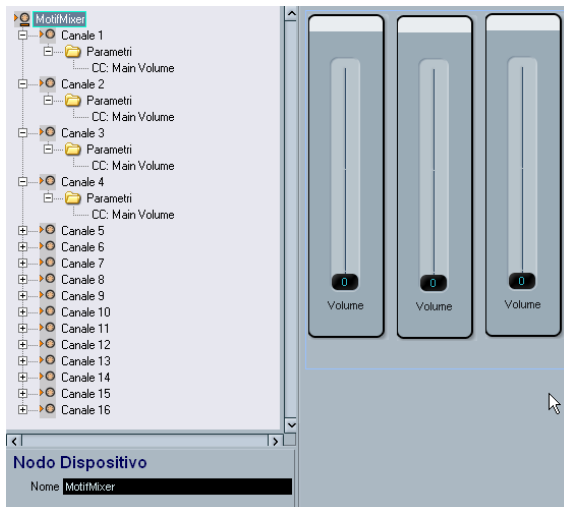 MotifMixer
Canale 1
Parametri
CC: Main Volume
Canale 2
Parametri
CC: Main Volume
Canale 3
Parametri
CC: Main Volume
Canale 4
Parametri
CC: Main Volume
Canale 5
Canale 6
Canale 7
Canale 8
Canale 9
Canale 10
Canale 11
Canale 12
Canale 13
Canale 14
Canale 15
Canale 16
Nodo Dispositivo
Nome MotifMixer
0 0 0
Volume Volume Volume